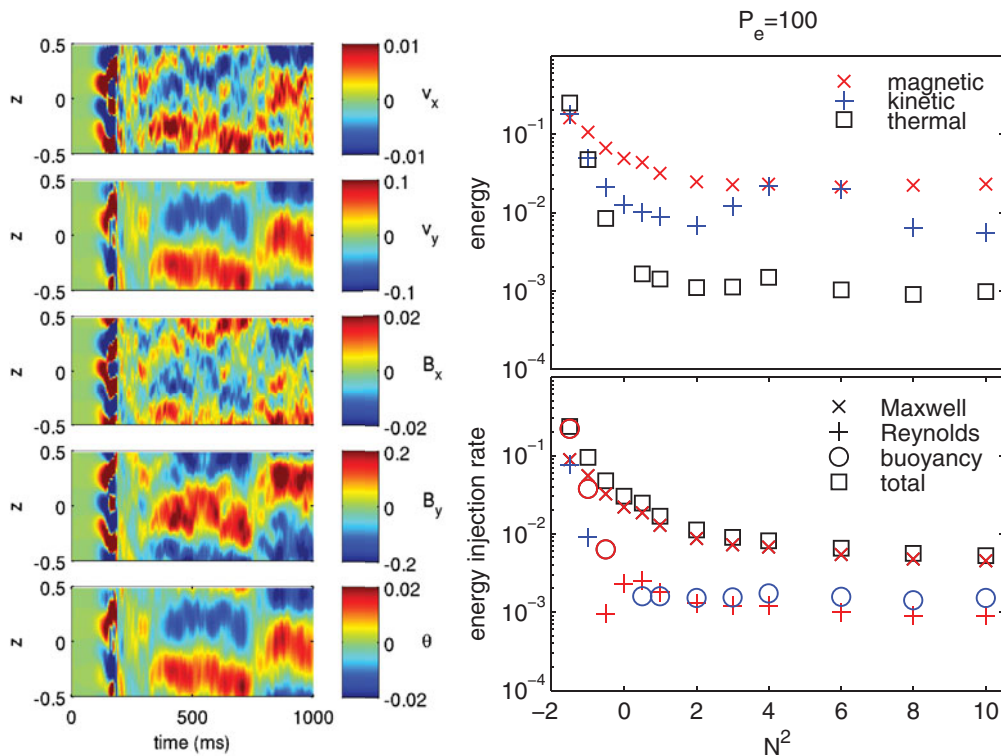 0.5
0
-0.5
z
0.01
0
-0.01
v_x
0.5
0
-0.5
z
0.1
0
-0.1
v_y
0.5
0
-0.5
z
0.02
0
-0.02
B_x
0.5
0
-0.5
z
0.2
0
-0.2
B_y
0.5
0
-0.5
z
0.02
0
-0.02
θ
0 500 1000
time (ms)
P_e=100
magnetic
kinetic
thermal
10^{-1}
10^{-2}
10^{-3}
10^{-4}
energy
Maxwell
Reynolds
buoyancy
total
10^{-1}
10^{-2}
10^{-3}
10^{-4}
energy injection rate
−2 0 2 4 6 8 10
N^2